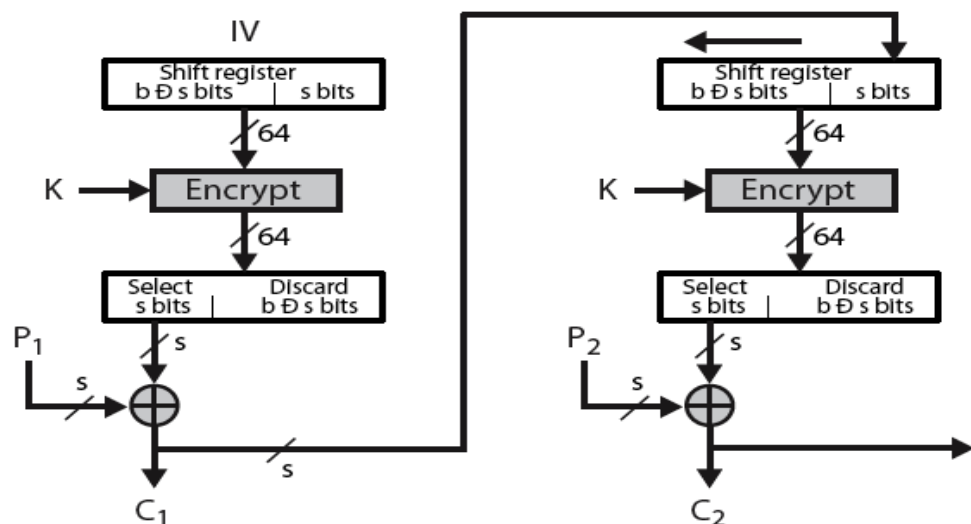 IV
Shift register
b Đ s bits | s bits
64
K
Encrypt
64
Select Discard
s bits | b Đ s bits
P1
s
s
s
C1
Shift register
b Đ s bits | s bits
64
K
Encrypt
64
Select Discard
s bits | b Đ s bits
P2
s
s
C2